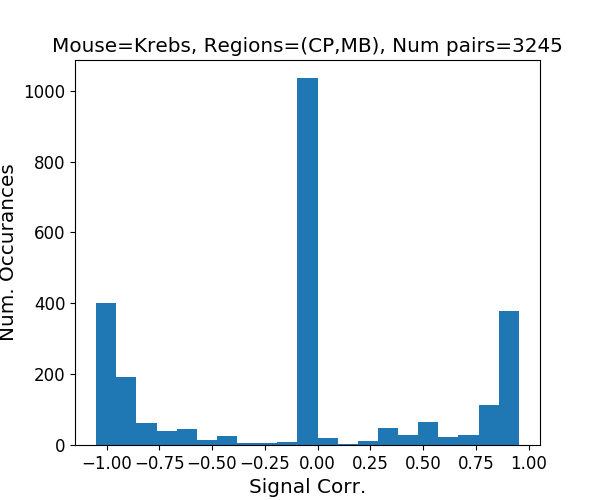 Mouse=Krebs, Regions=(CP,MB), Num pairs=3245
Num. Occurances
1000
800
600
400
200
0
−1.00 −0.75 −0.50 −0.25 0.00 0.25 0.50 0.75 1.00
Signal Corr.